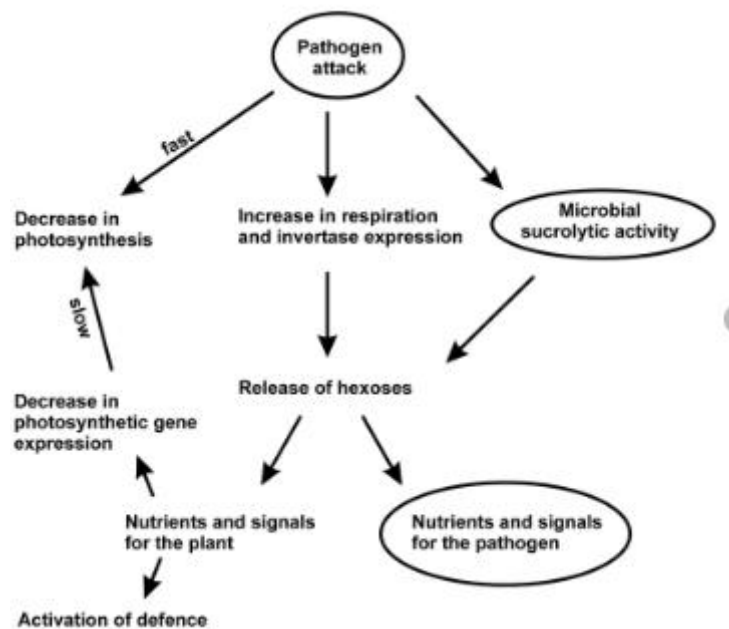 Pathogen
attack
fast
Decrease in
photosynthesis
Increase in respiration
and invertase expression
Microbial
sucrolytic activity
slow
Release of hexoses
Decrease in
photosynthetic gene
expression
Nutrients and signals
for the plant
Nutrients and signals
for the pathogen
Activation of defence